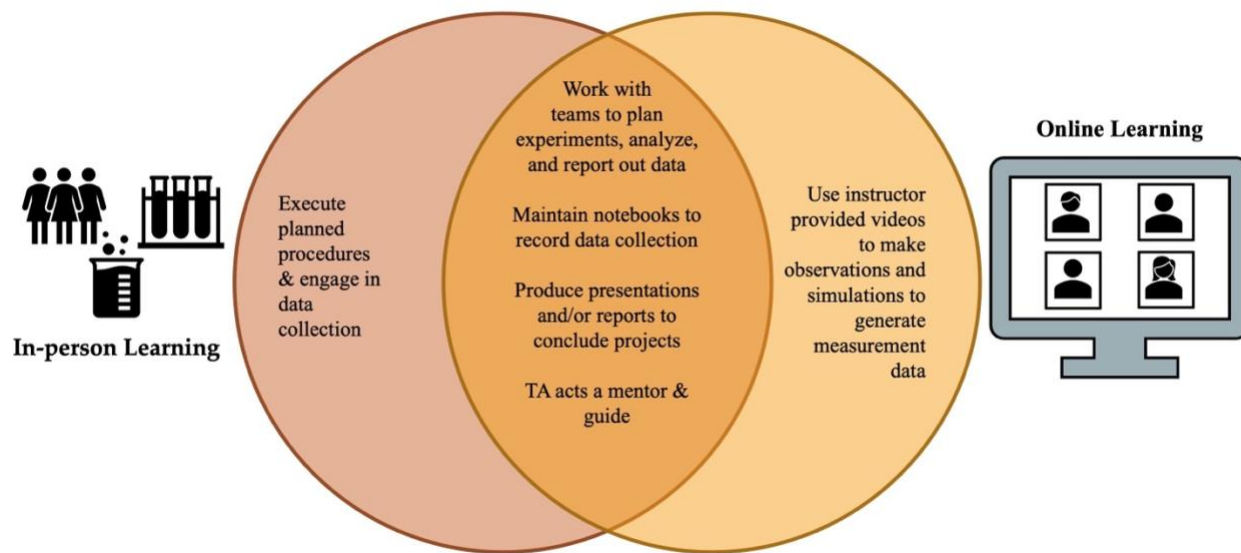 In-person Learning
Execute
planned
procedures
& engage in
data
collection
Work with
teams to plan
experiments, analyze,
and report out data
Maintain notebooks to
record data collection
Produce presentations
and/or reports to
conclude projects
TA acts a mentor &
guide
Use instructor
provided videos
to make
observations and
simulations to
generate
measurement
data
Online Learning